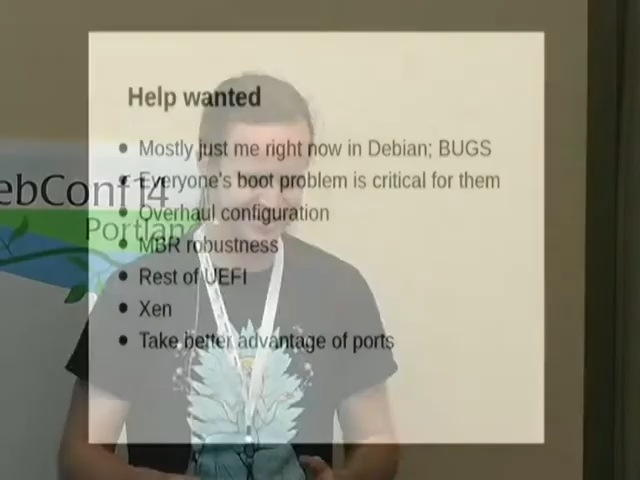 Help wanted
Mostly just me right now in Debian; BUGS
Everyone's boot problem is critical for them
Overhaul configuration
MBR robustness
Rest of UEFI
Xen
Take better advantage of ports
ebConf14
Portlan